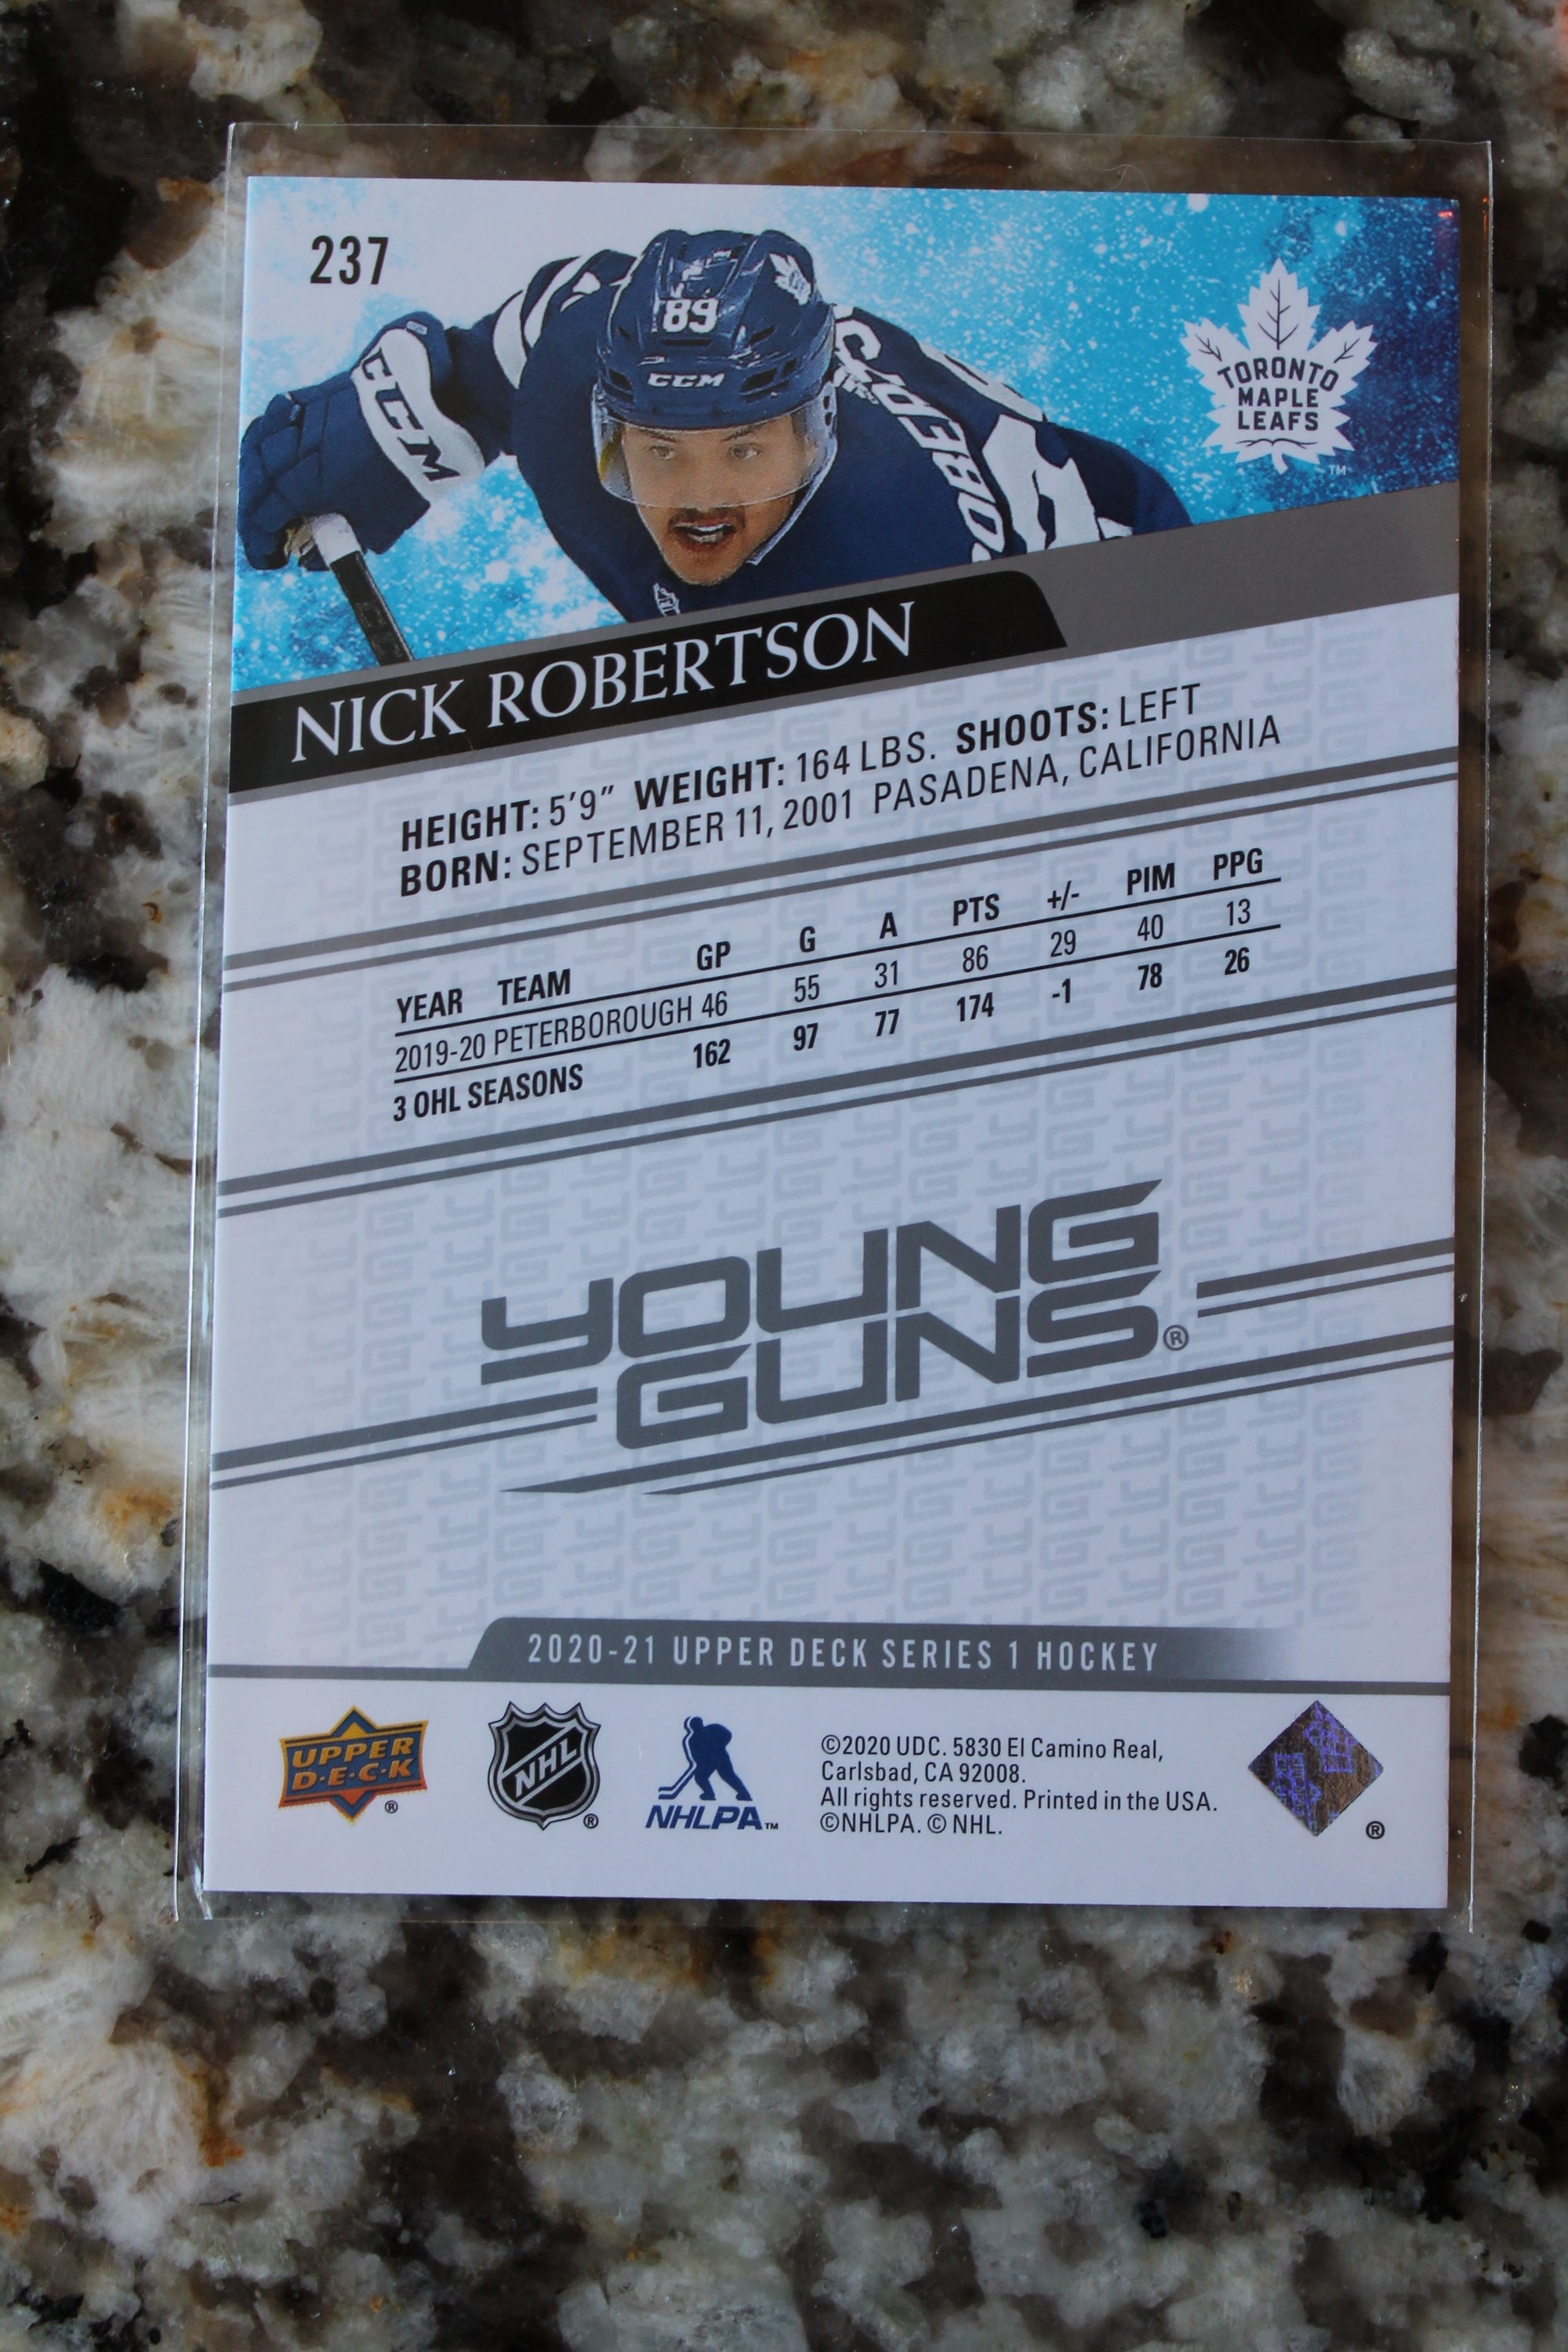 237
89
CCM
CCM
ROBERTS
TORONTO
MAPLE
LEAFS
™
NICK ROBERTSON
HEIGHT: 5'9" WEIGHT: 164 LBS. SHOOTS: LEFT
BORN: SEPTEMBER 11, 2001 PASADENA, CALIFORNIA
YEAR TEAM GP G A PTS +/- PIM PPG
2019-20 PETERBOROUGH 46 55 31 86 29 40 13
3 OHL SEASONS 162 97 77 174 -1 78 26
YOUNG
GUNS®
2020-21 UPPER DECK SERIES 1 HOCKEY
UPPER
D·E·C·K
®
NHL
®
NHLPA™
©2020 UDC. 5830 El Camino Real,
Carlsbad, CA 92008.
All rights reserved. Printed in the USA.
©NHLPA. © NHL.
®